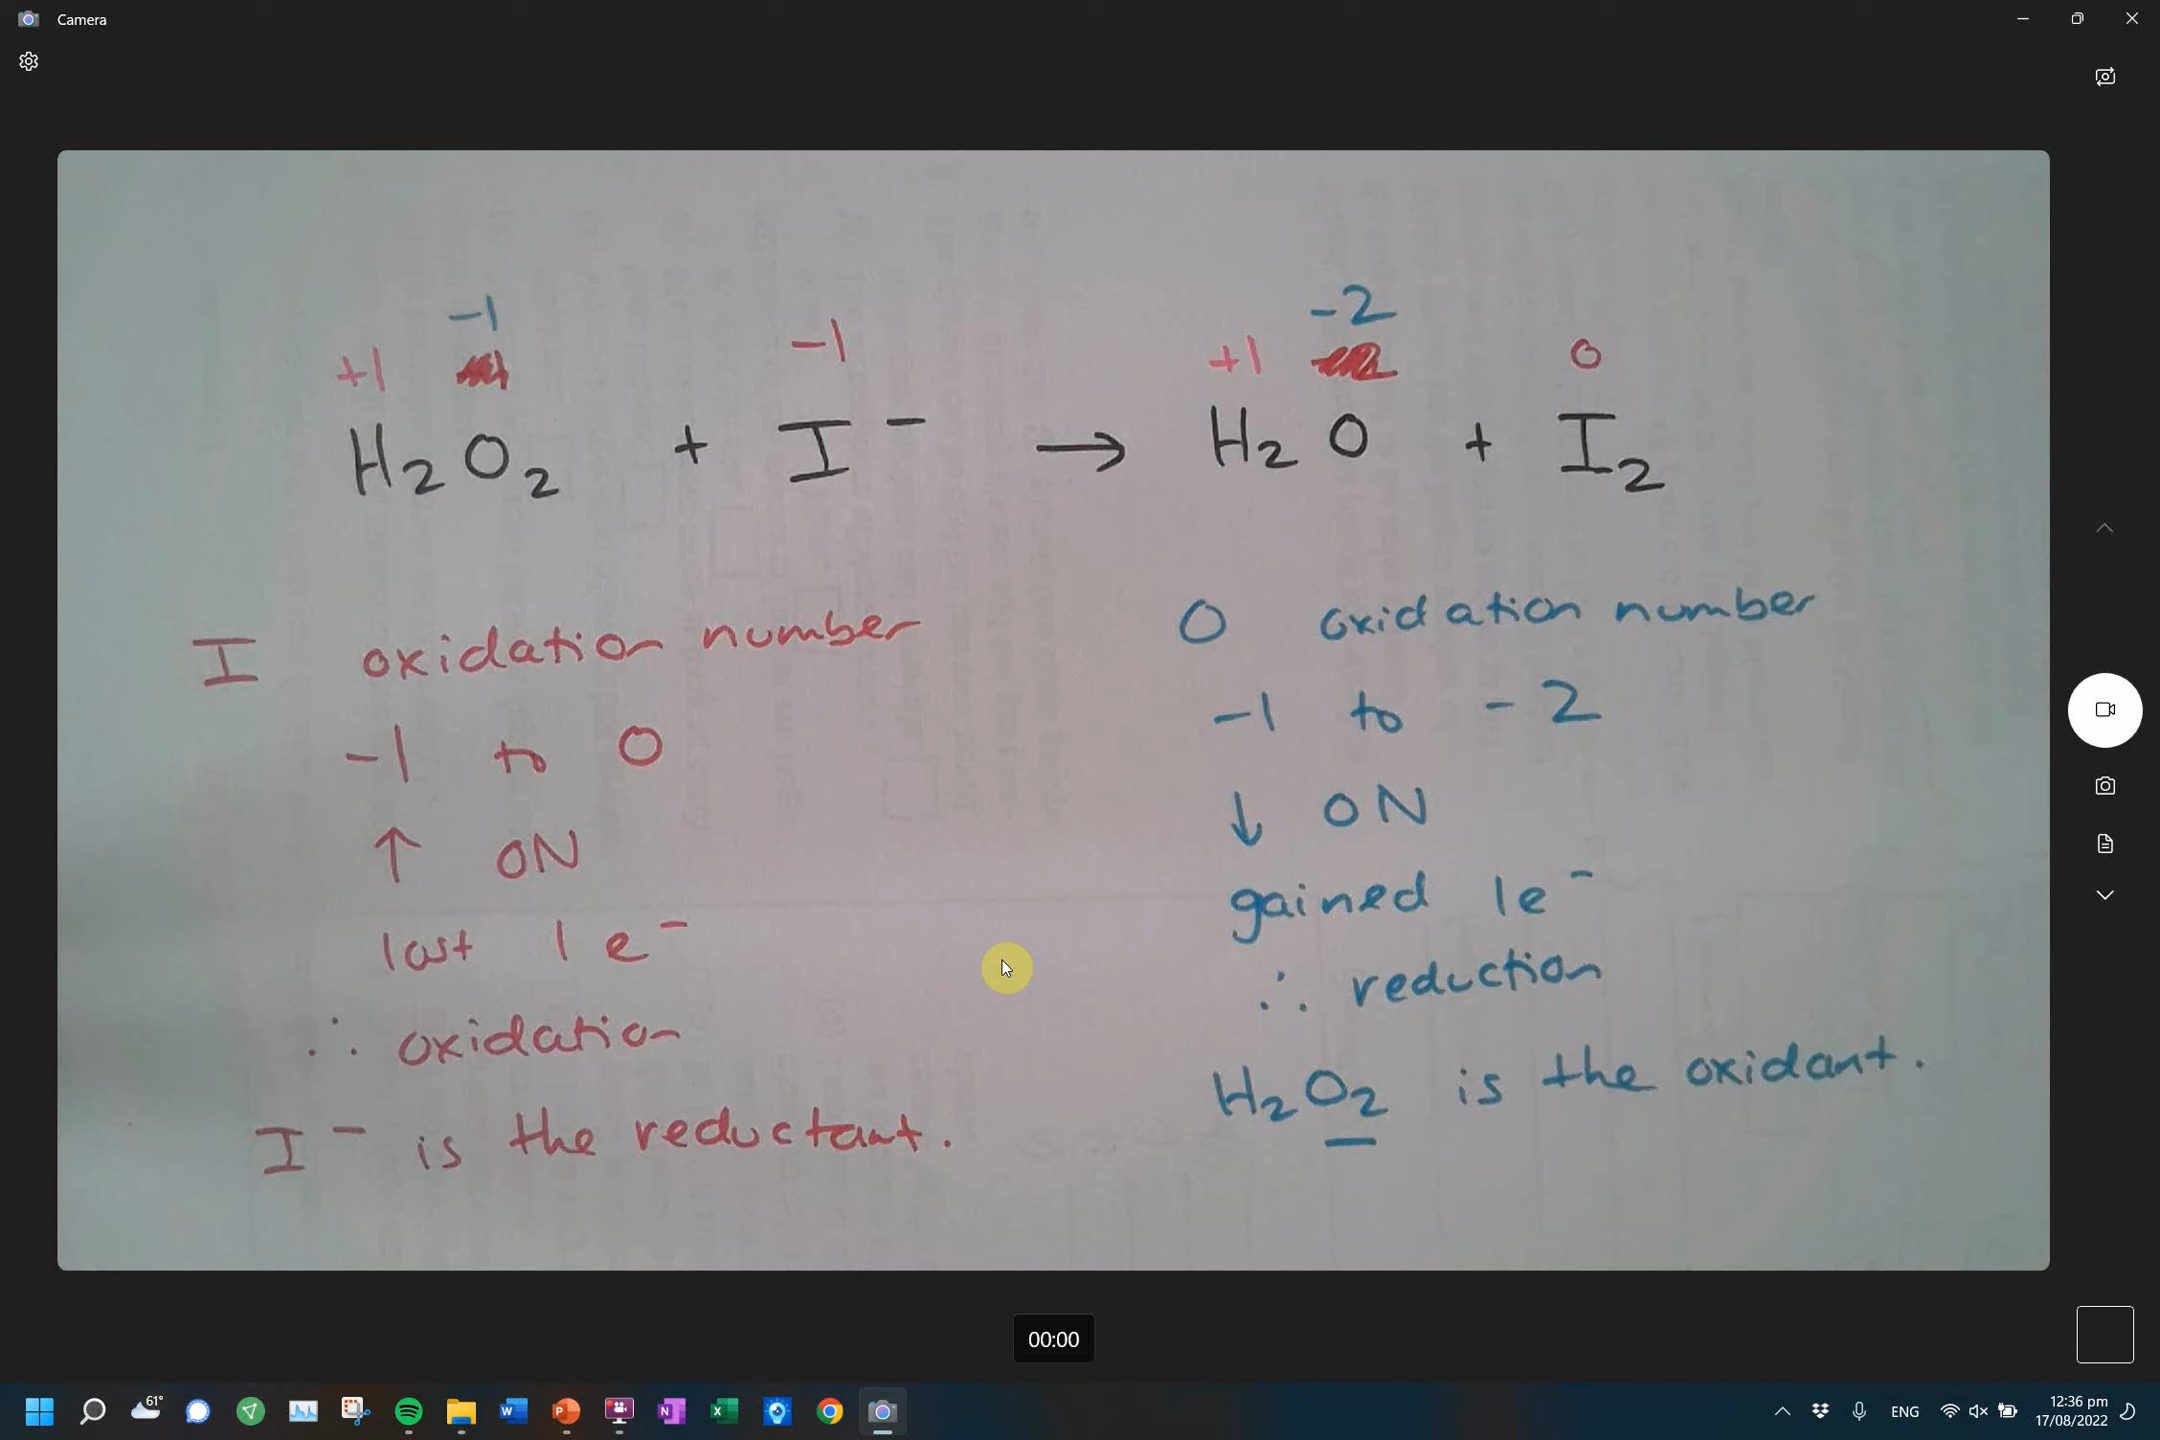 Camera
-1 -1 -2
+1 +1 0
H₂O₂ + I⁻ → H₂O + I₂
I oxidation number
-1 to 0
↑ ON
lost 1 e⁻
∴ oxidation
I⁻ is the reductant.
O oxidation number
-1 to -2
↓ ON
gained 1e⁻
∴ reduction
H₂O₂ is the oxidant.
00:00
61°
ENG
12:36 pm
17/08/2022